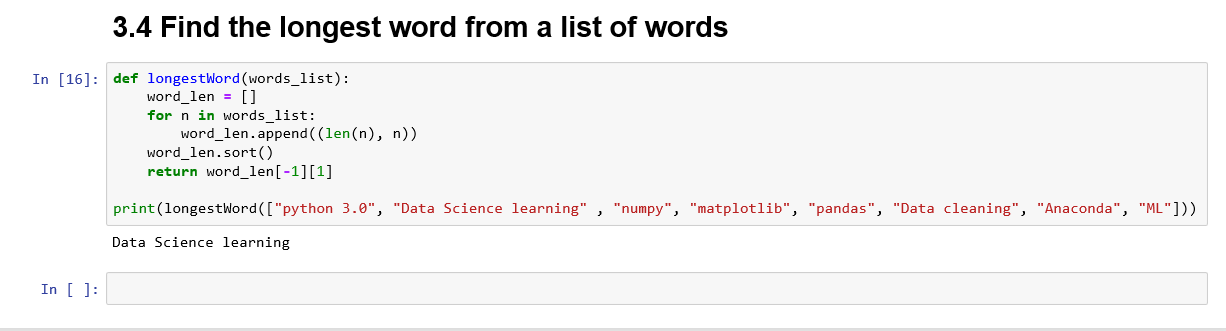 3.4 Find the longest word from a list of words
In [16]: def longestWord(words_list):
    word_len = []
    for n in words_list:
        word_len.append((len(n), n))
    word_len.sort()
    return word_len[-1][1]
print(longestWord(["python 3.0", "Data Science learning" , "numpy", "matplotlib", "pandas", "Data cleaning", "Anaconda", "ML"]))
Data Science learning
In [ ]: